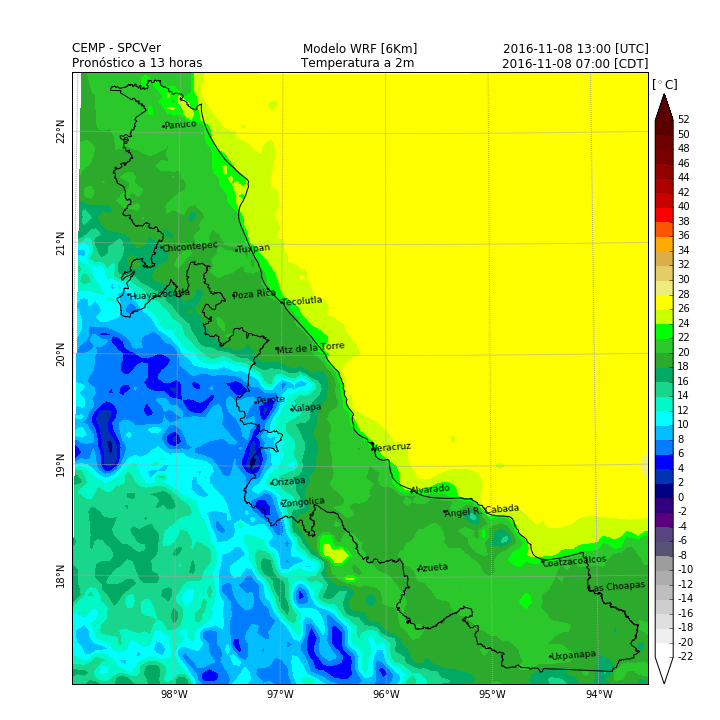 CEMP - SPCVer
Modelo WRF [6Km]
2016-11-08 13:00 [UTC]
Pronóstico a 13 horas
Temperatura a 2m
2016-11-08 07:00 [CDT]
[°C]
52
50
48
46
44
42
40
38
36
34
32
30
28
26
24
22
20
18
16
14
12
10
8
6
4
2
0
-2
-4
-6
-8
-10
-12
-14
-16
-18
-20
-22
22°N
21°N
20°N
19°N
18°N
98°W
97°W
96°W
95°W
94°W
Panuco
Chicontepec
Tuxpan
Huayacocotla
Poza Rica
Tecolutla
Mtz de la Torre
Perote
Xalapa
Veracruz
Orizaba
Alvarado
Zongolica
Angel R. Cabada
Azueta
Coatzacoalcos
Las Choapas
Uxpanapa